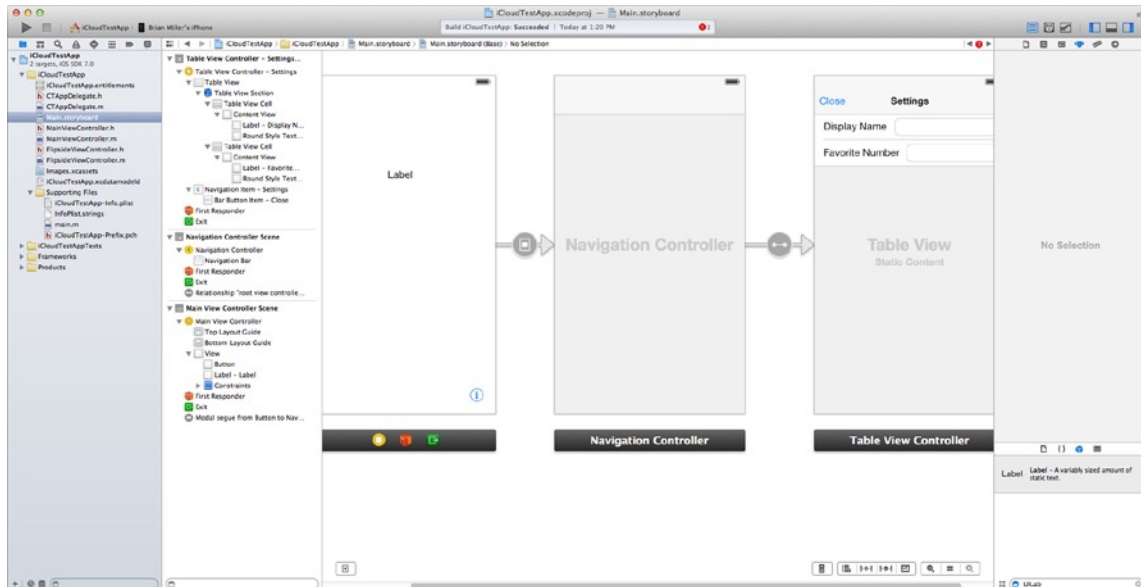 iCloudTestApp.xcodeproj — Main.storyboard
iCloudTestApp
Brian Miller's iPhone
Build iCloudTestApp: Succeeded | Today at 1:20 PM
iCloudTestApp
iCloudTestApp
Main.storyboard
Main.storyboard (Base)
No Selection
iCloudTestApp
2 targets, iOS SDK 7.0
iCloudTestApp
iCloudTestApp.entitlements
CTAppDelegate.h
CTAppDelegate.m
Main.storyboard
MainViewController.h
MainViewController.m
FlipsideViewController.h
FlipsideViewController.m
Images.xcassets
iCloudTestApp.xcdatamodeld
Supporting Files
iCloudTestApp-Info.plist
InfoPlist.strings
main.m
iCloudTestApp-Prefix.pch
iCloudTestAppTests
Frameworks
Products
Table View Controller - Settings...
Table View Controller - Settings
Table View
Table View Section
Table View Cell
Content View
Label - Display N...
Round Style Text...
Table View Cell
Content View
Label - Favorite...
Round Style Text...
Navigation Item - Settings
Bar Button Item - Close
First Responder
Exit
Navigation Controller Scene
Navigation Controller
Navigation Bar
First Responder
Exit
Relationship "root view controlle...
Main View Controller Scene
Main View Controller
Top Layout Guide
Bottom Layout Guide
View
Button
Label - Label
Constraints
First Responder
Exit
Modal segue from Button to Nav...
Label
Navigation Controller
Navigation Controller
Close
Settings
Display Name
Favorite Number
Table View
Static Content
Table View Controller
No Selection
Label
Label - A variably sized amount of
static text.
UILab